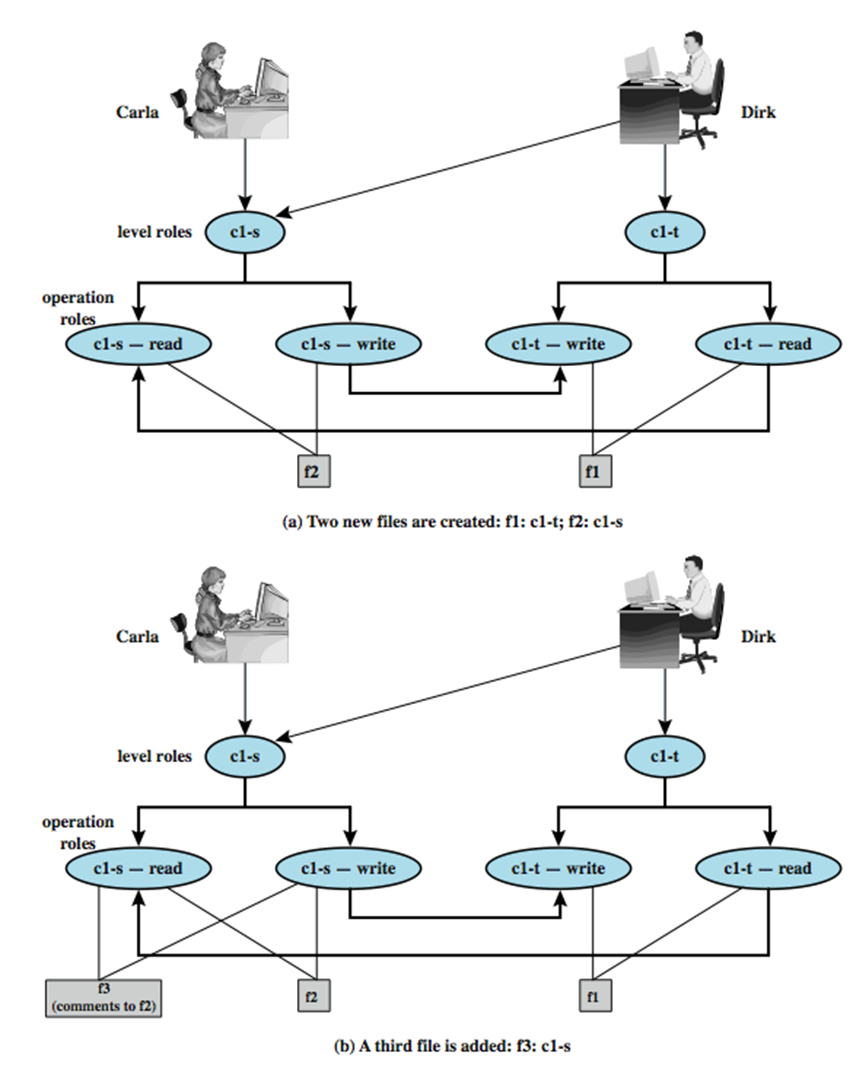 Carla
Dirk
level roles
c1-s
c1-t
operation
roles
c1-s — read
c1-s — write
c1-t — write
c1-t — read
f2
f1
(a) Two new files are created: f1: c1-t; f2: c1-s
Carla
Dirk
level roles
c1-s
c1-t
operation
roles
c1-s — read
c1-s — write
c1-t — write
c1-t — read
f3
(comments to f2)
f2
f1
(b) A third file is added: f3: c1-s